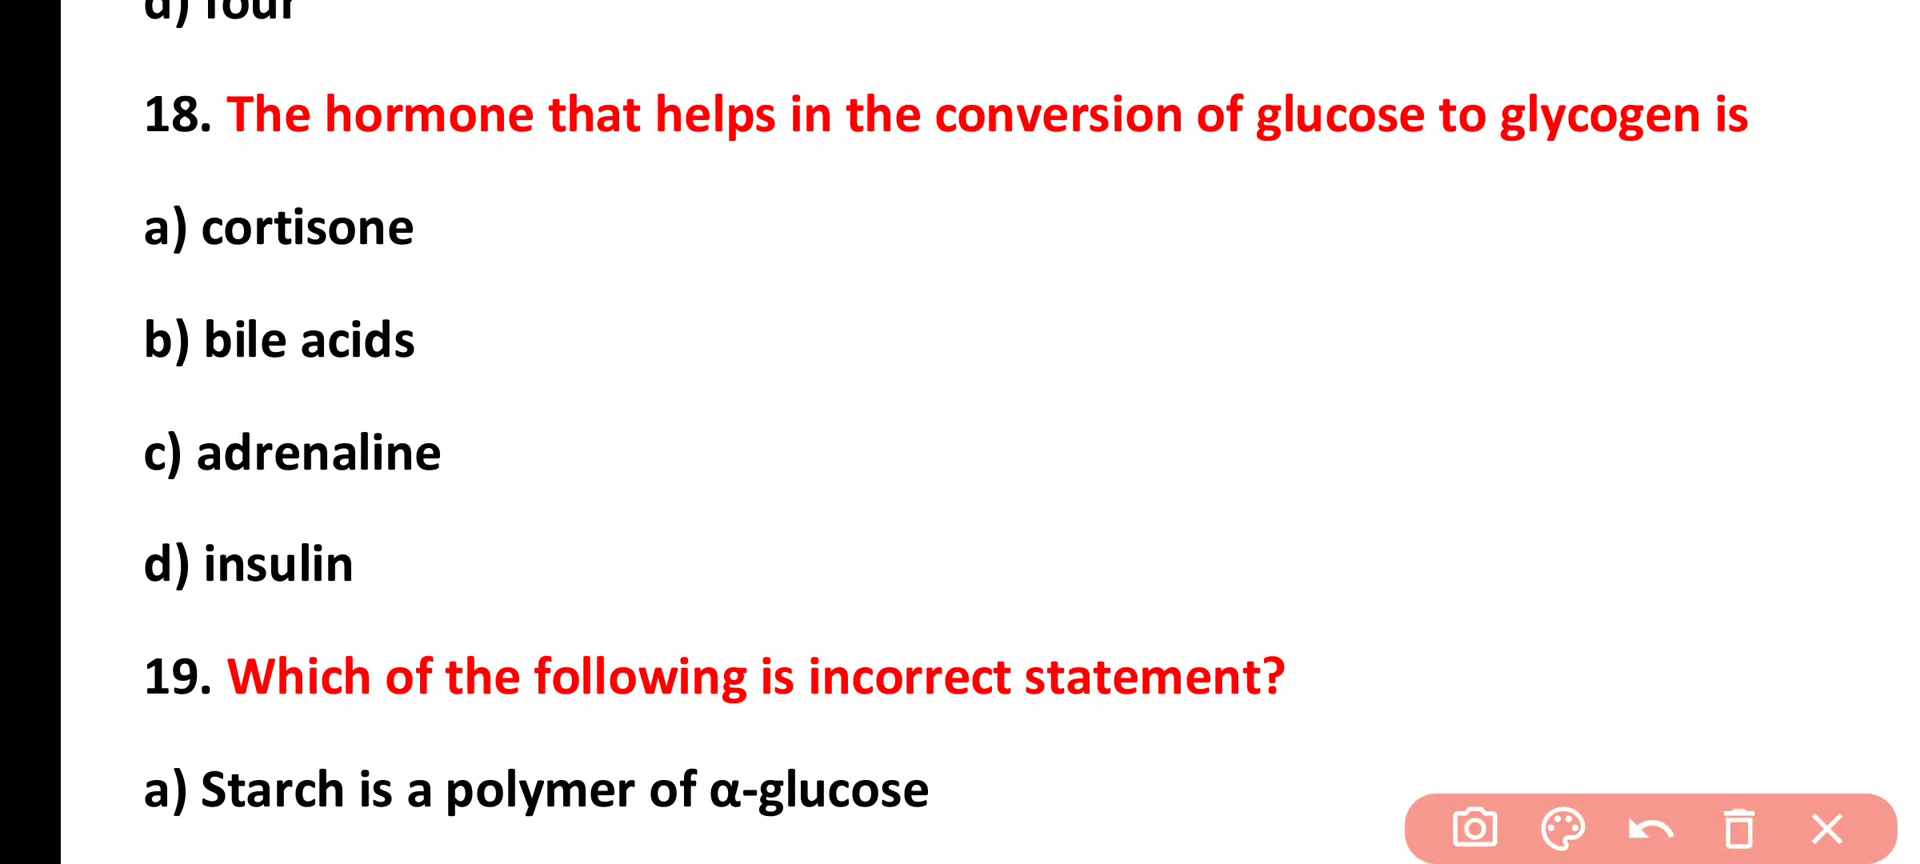 d) four
18. The hormone that helps in the conversion of glucose to glycogen is
a) cortisone
b) bile acids
c) adrenaline
d) insulin
19. Which of the following is incorrect statement?
a) Starch is a polymer of α-glucose